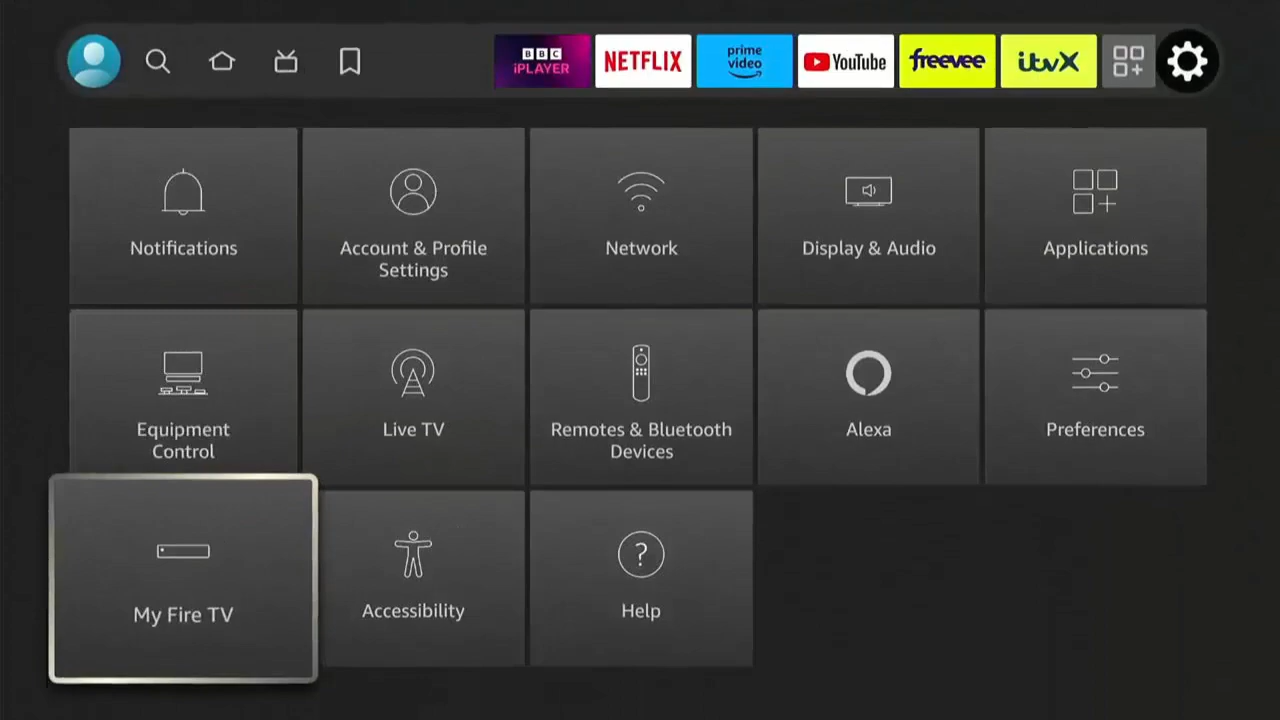 BBC
iPLAYER
NETFLIX
prime
video
YouTube
freevee
itvX
Notifications
Account & Profile
Settings
Network
Display & Audio
Applications
Equipment
Control
Live TV
Remotes & Bluetooth
Devices
Alexa
Preferences
My Fire TV
Accessibility
?
Help